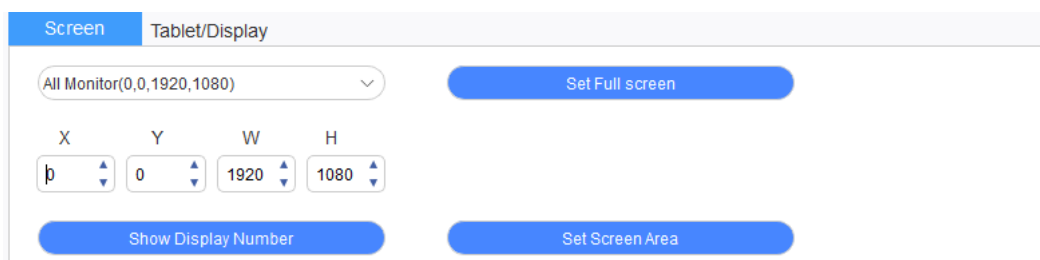 Screen Tablet/Display
All Monitor(0,0,1920,1080) Set Full screen
X Y W H
0 0 1920 1080
Show Display Number Set Screen Area